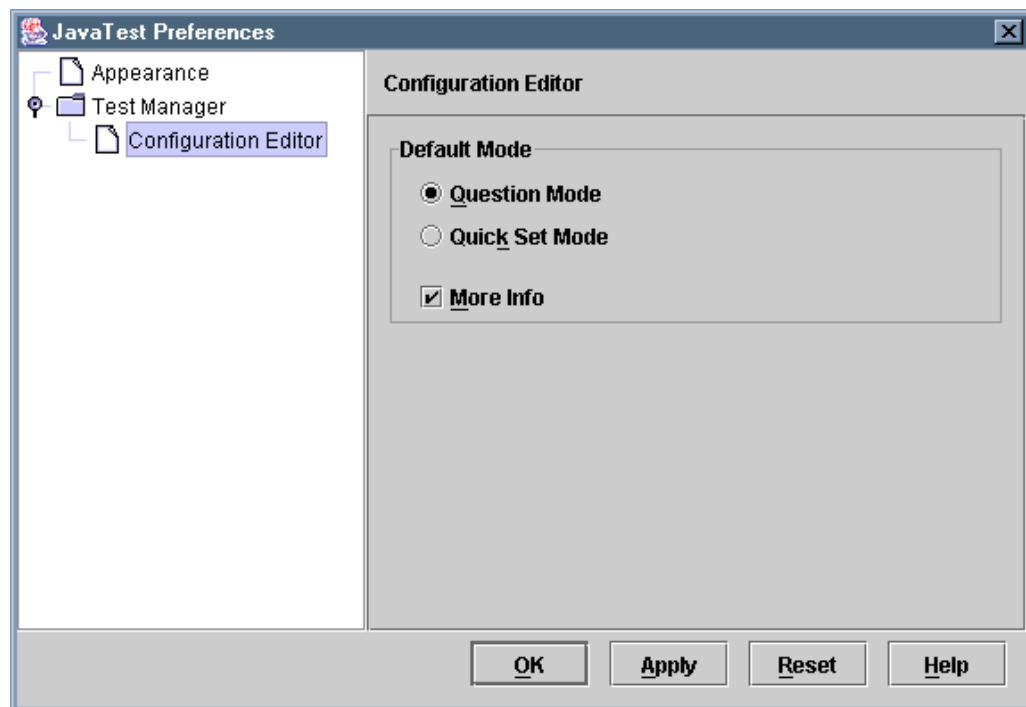 JavaTest Preferences
Appearance
Test Manager
Configuration Editor
Configuration Editor
Default Mode
Question Mode
Quick Set Mode
More Info
OK Apply Reset Help